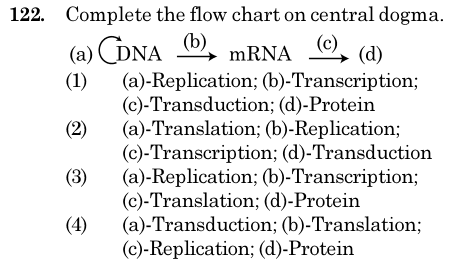 122. Complete the flow chart on central dogma.
(a) DNA (b) mRNA (c) (d)
(1) (a)-Replication; (b)-Transcription;
(c)-Transduction; (d)-Protein
(2) (a)-Translation; (b)-Replication;
(c)-Transcription; (d)-Transduction
(3) (a)-Replication; (b)-Transcription;
(c)-Translation; (d)-Protein
(4) (a)-Transduction; (b)-Translation;
(c)-Replication; (d)-Protein